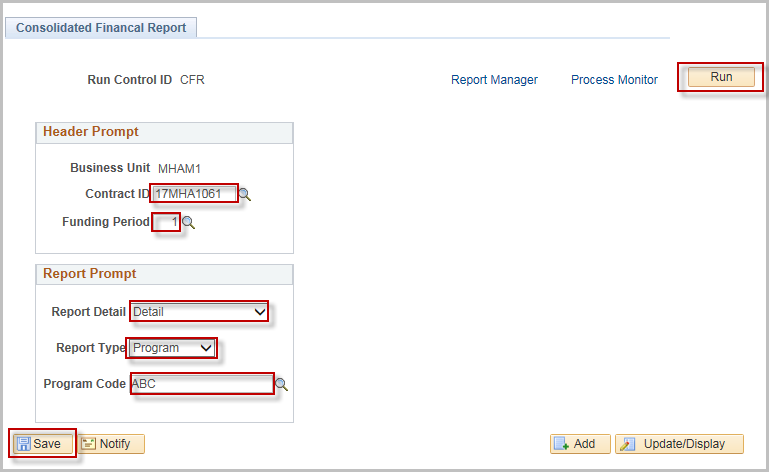 Consolidated Financal Report
Run Control ID CFR Report Manager Process Monitor Run
Header Prompt
Business Unit MHAM1
Contract ID 17MHA1061
Funding Period 1
Report Prompt
Report Detail Detail
Report Type Program
Program Code ABC
Save Notify Add Update/Display